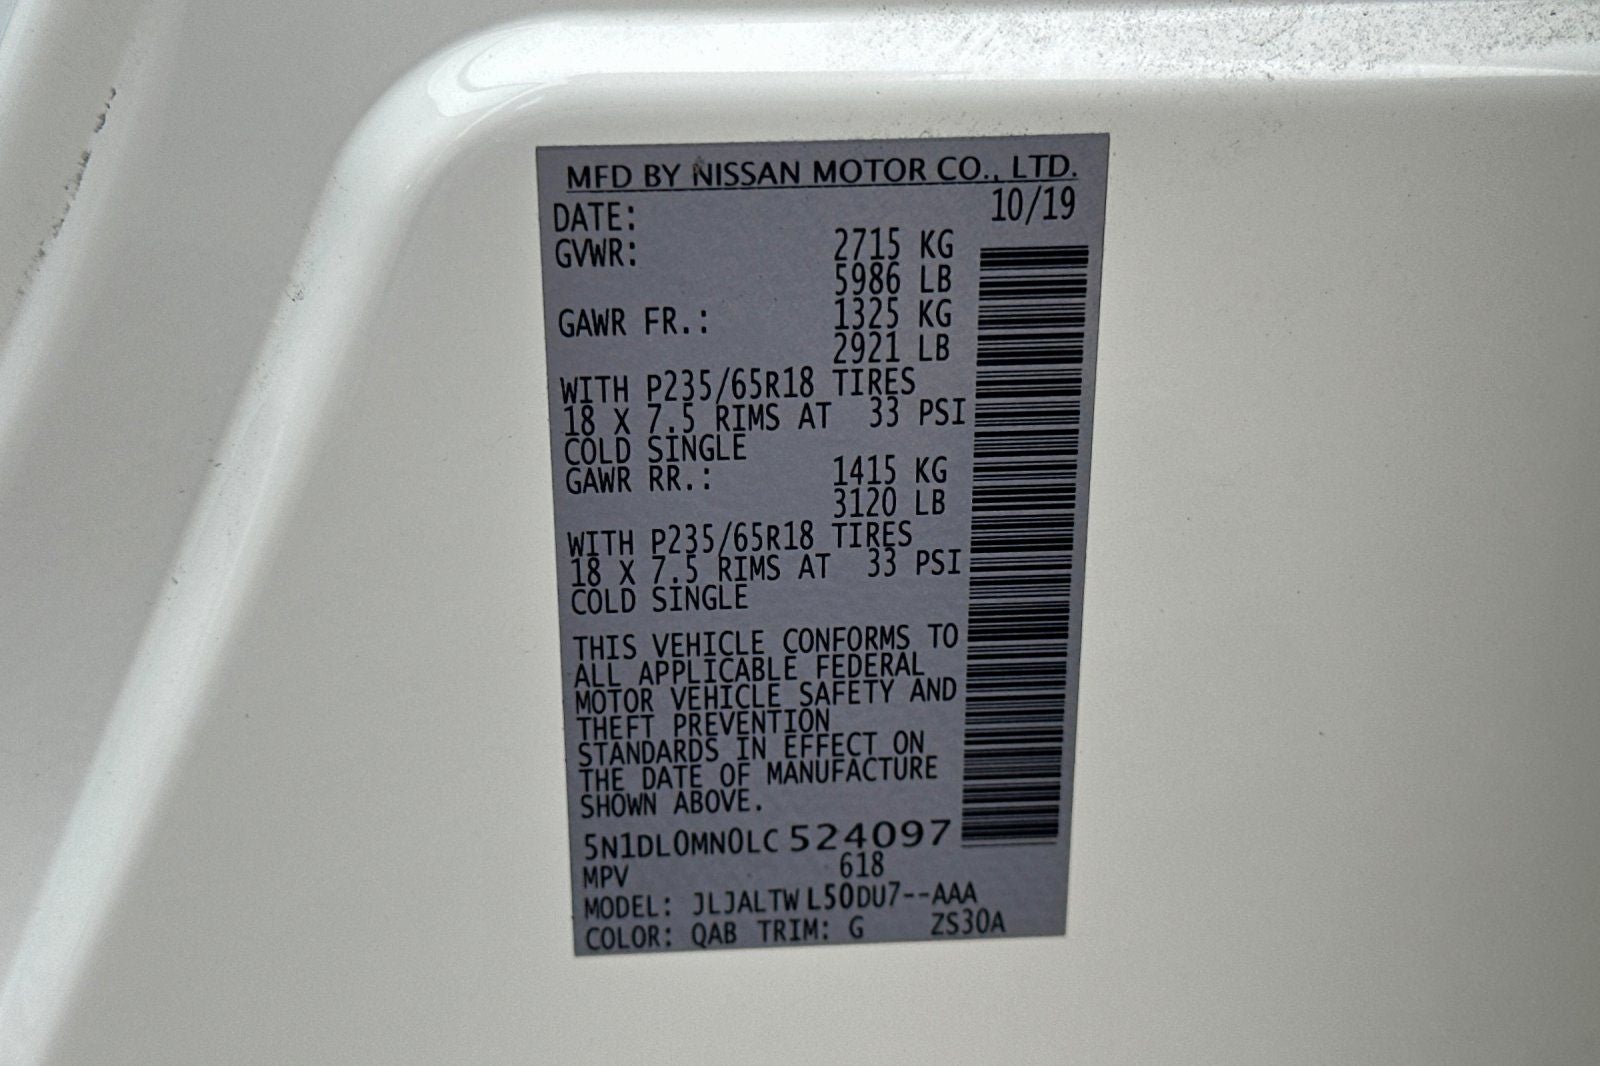 MFD BY NISSAN MOTOR CO., LTD.
DATE: 10/19
GVWR: 2715 KG
5986 LB
GAWR FR.: 1325 KG
2921 LB
WITH P235/65R18 TIRES
18 X 7.5 RIMS AT 33 PSI
COLD SINGLE
GAWR RR.: 1415 KG
3120 LB
WITH P235/65R18 TIRES
18 X 7.5 RIMS AT 33 PSI
COLD SINGLE
THIS VEHICLE CONFORMS TO
ALL APPLICABLE FEDERAL
MOTOR VEHICLE SAFETY AND
THEFT PREVENTION
STANDARDS IN EFFECT ON
THE DATE OF MANUFACTURE
SHOWN ABOVE.
5N1DL0MN0LC 524097
MPV 618
MODEL: JLJALTW L50DU7--AAA
COLOR: QAB TRIM: G ZS30A